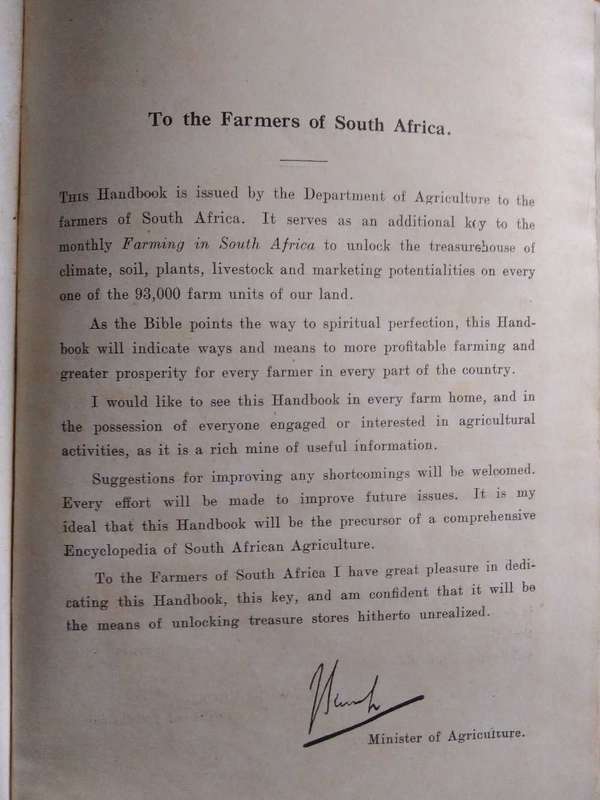 To the Farmers of South Africa.
THIS Handbook is issued by the Department of Agriculture to the
farmers of South Africa. It serves as an additional key to the
monthly Farming in South Africa to unlock the treasurehouse of
climate, soil, plants, livestock and marketing potentialities on every
one of the 93,000 farm units of our land.
As the Bible points the way to spiritual perfection, this Hand-
book will indicate ways and means to more profitable farming and
greater prosperity for every farmer in every part of the country.
I would like to see this Handbook in every farm home, and in
the possession of everyone engaged or interested in agricultural
activities, as it is a rich mine of useful information.
Suggestions for improving any shortcomings will be welcomed.
Every effort will be made to improve future issues. It is my
ideal that this Handbook will be the precursor of a comprehensive
Encyclopedia of South African Agriculture.
To the Farmers of South Africa I have great pleasure in dedi-
cating this Handbook, this key, and am confident that it will be
the means of unlocking treasure stores hitherto unrealized.
Minister of Agriculture.